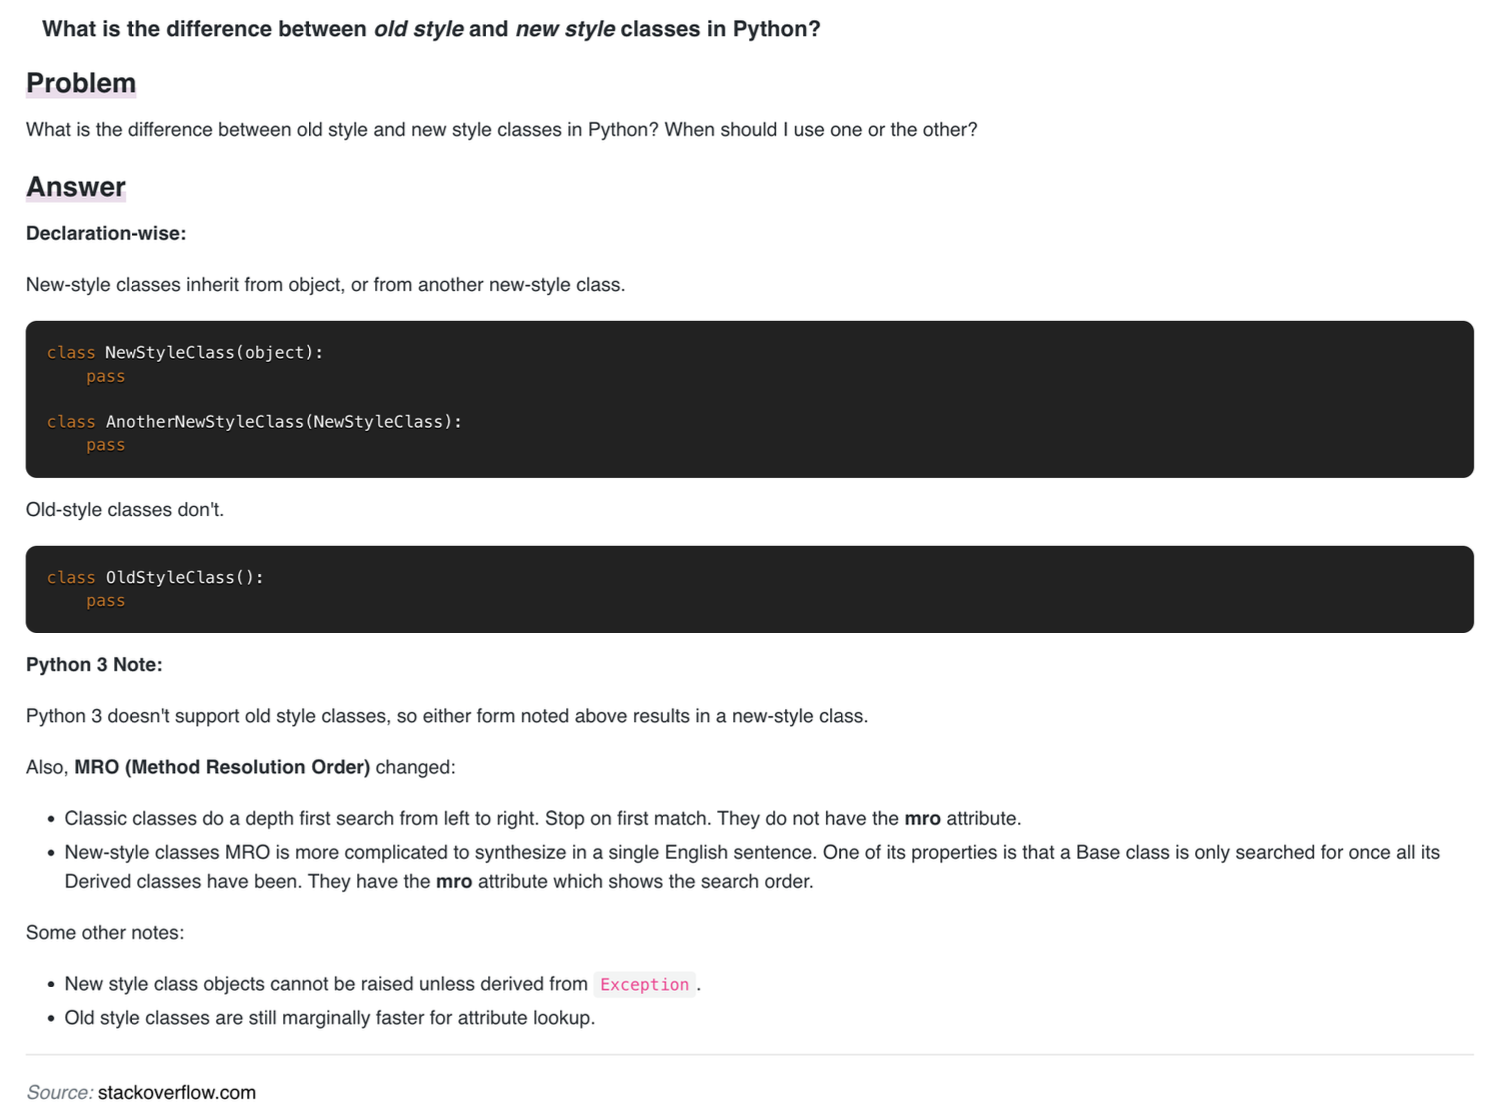 What is the difference between old style and new style classes in Python?
Problem
What is the difference between old style and new style classes in Python? When should I use one or the other?
Answer
Declaration-wise:
New-style classes inherit from object, or from another new-style class.
class NewStyleClass(object):
    pass
class AnotherNewStyleClass(NewStyleClass):
    pass
Old-style classes don't.
class OldStyleClass():
    pass
Python 3 Note:
Python 3 doesn't support old style classes, so either form noted above results in a new-style class.
Also, MRO (Method Resolution Order) changed:
• Classic classes do a depth first search from left to right. Stop on first match. They do not have the mro attribute.
• New-style classes MRO is more complicated to synthesize in a single English sentence. One of its properties is that a Base class is only searched for once all its
Derived classes have been. They have the mro attribute which shows the search order.
Some other notes:
• New style class objects cannot be raised unless derived from Exception.
• Old style classes are still marginally faster for attribute lookup.
Source: stackoverflow.com